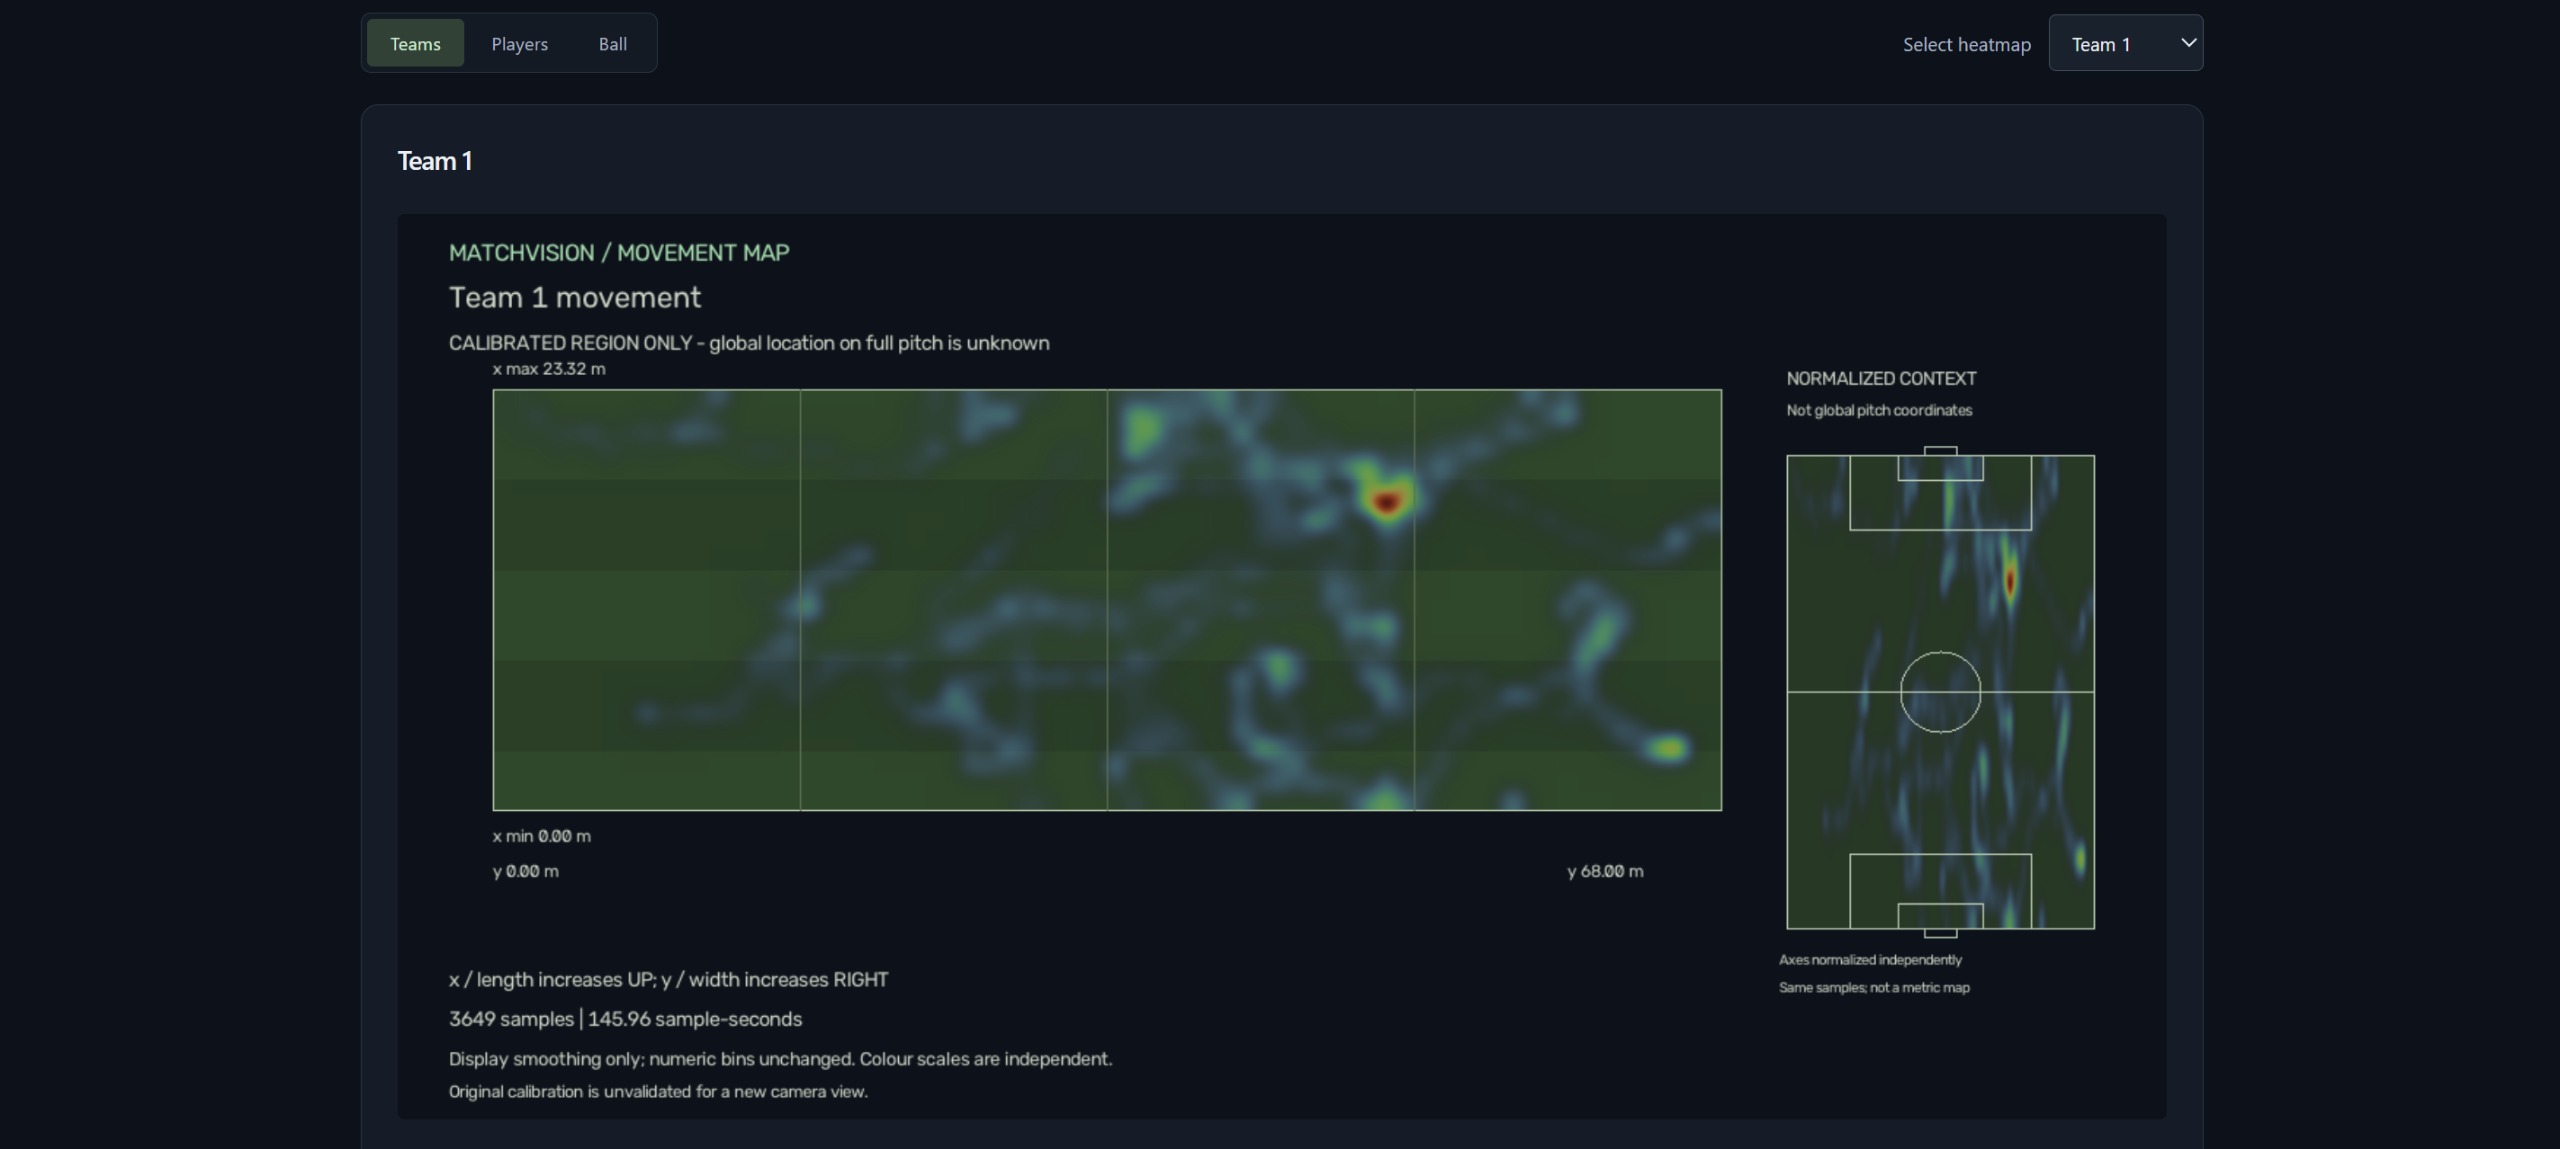 Teams Players Ball
Select heatmap Team 1
Team 1
MATCHVISION / MOVEMENT MAP
Team 1 movement
CALIBRATED REGION ONLY - global location on full pitch is unknown
x max 23.32 m
x min 0.00 m
y 0.00 m
y 68.00 m
NORMALIZED CONTEXT
Not global pitch coordinates
Axes normalized independently
Same samples; not a metric map
x / length increases UP; y / width increases RIGHT
3649 samples | 145.96 sample-seconds
Display smoothing only; numeric bins unchanged. Colour scales are independent.
Original calibration is unvalidated for a new camera view.